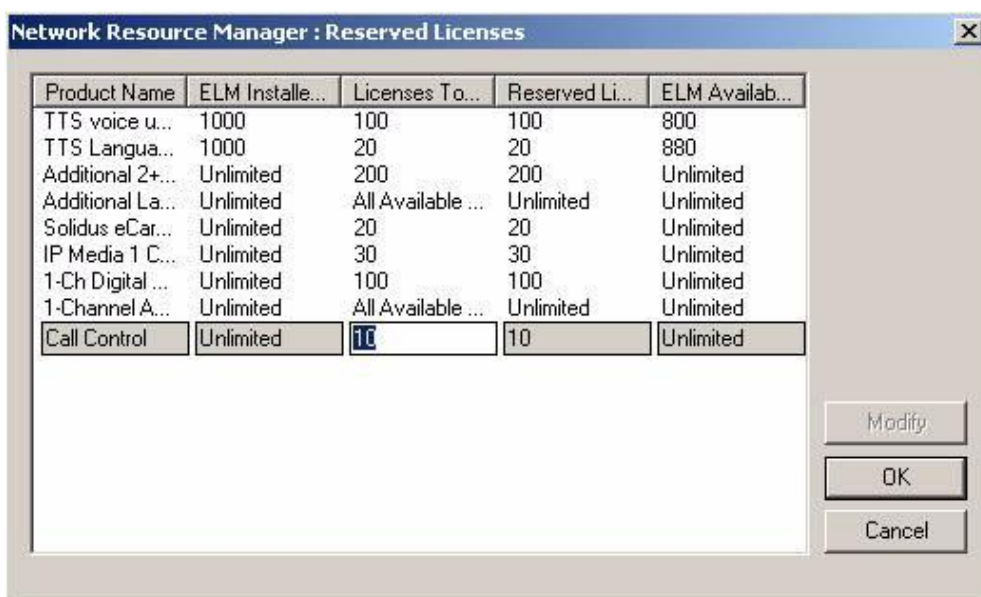 Network Resource Manager : Reserved Licenses
Product Name ELM Installe... Licenses To... Reserved Li... ELM Availab...
TTS voice u... 1000 100 100 800
TTS Langua... 1000 20 20 880
Additional 2+... Unlimited 200 200 Unlimited
Additional La... Unlimited All Available ... Unlimited Unlimited
Solidus eCar... Unlimited 20 20 Unlimited
IP Media 1 C... Unlimited 30 30 Unlimited
1-Ch Digital ... Unlimited 100 100 Unlimited
1-Channel A... Unlimited All Available ... Unlimited Unlimited
Call Control Unlimited 10 10 Unlimited
Modify
OK
Cancel